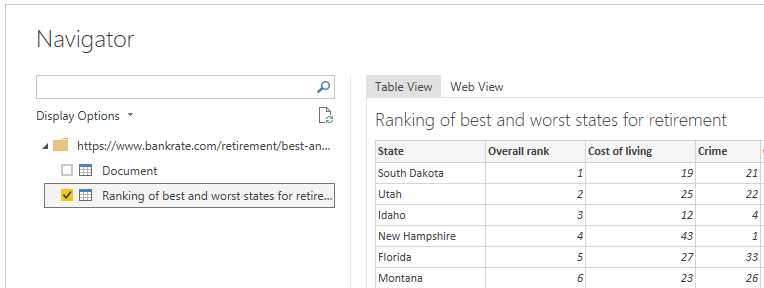 Navigator
Display Options
https://www.bankrate.com/retirement/best-an...
Document
Ranking of best and worst states for retire...
Table View Web View
Ranking of best and worst states for retirement
State Overall rank Cost of living Crime
South Dakota 1 19 21
Utah 2 25 22
Idaho 3 12 4
New Hampshire 4 43 1
Florida 5 27 33
Montana 6 23 26